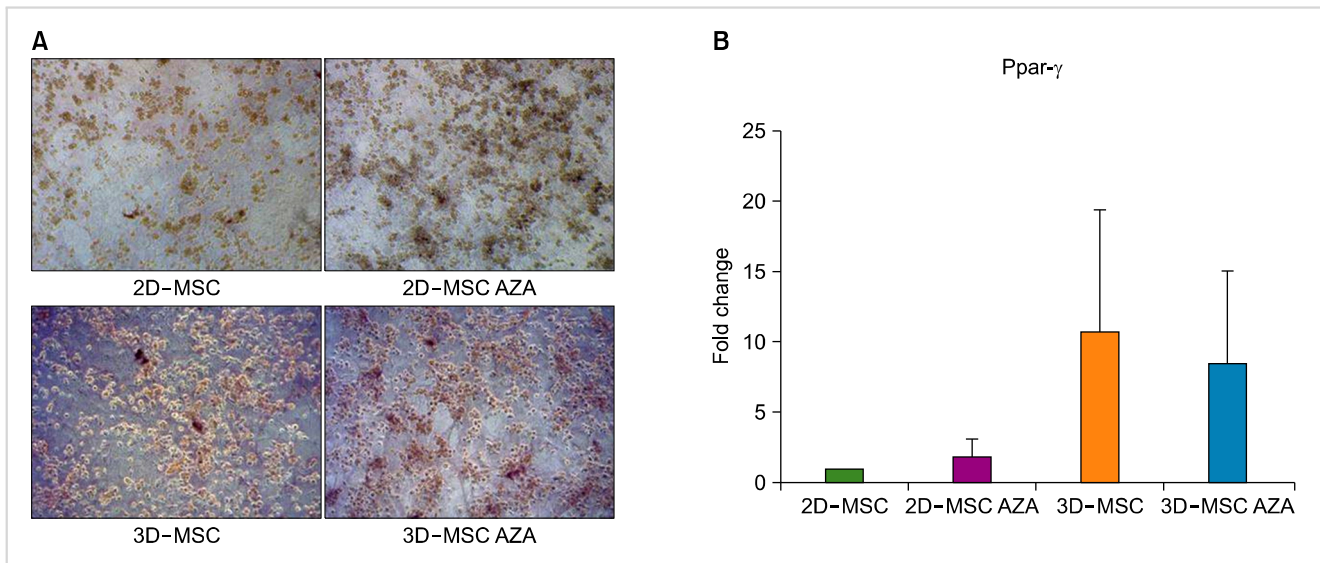 A
2D-MSC
2D-MSC AZA
3D-MSC
3D-MSC AZA
B
Ppar-γ
Fold change
25
20
15
10
5
0
2D-MSC
2D-MSC AZA
3D-MSC
3D-MSC AZA